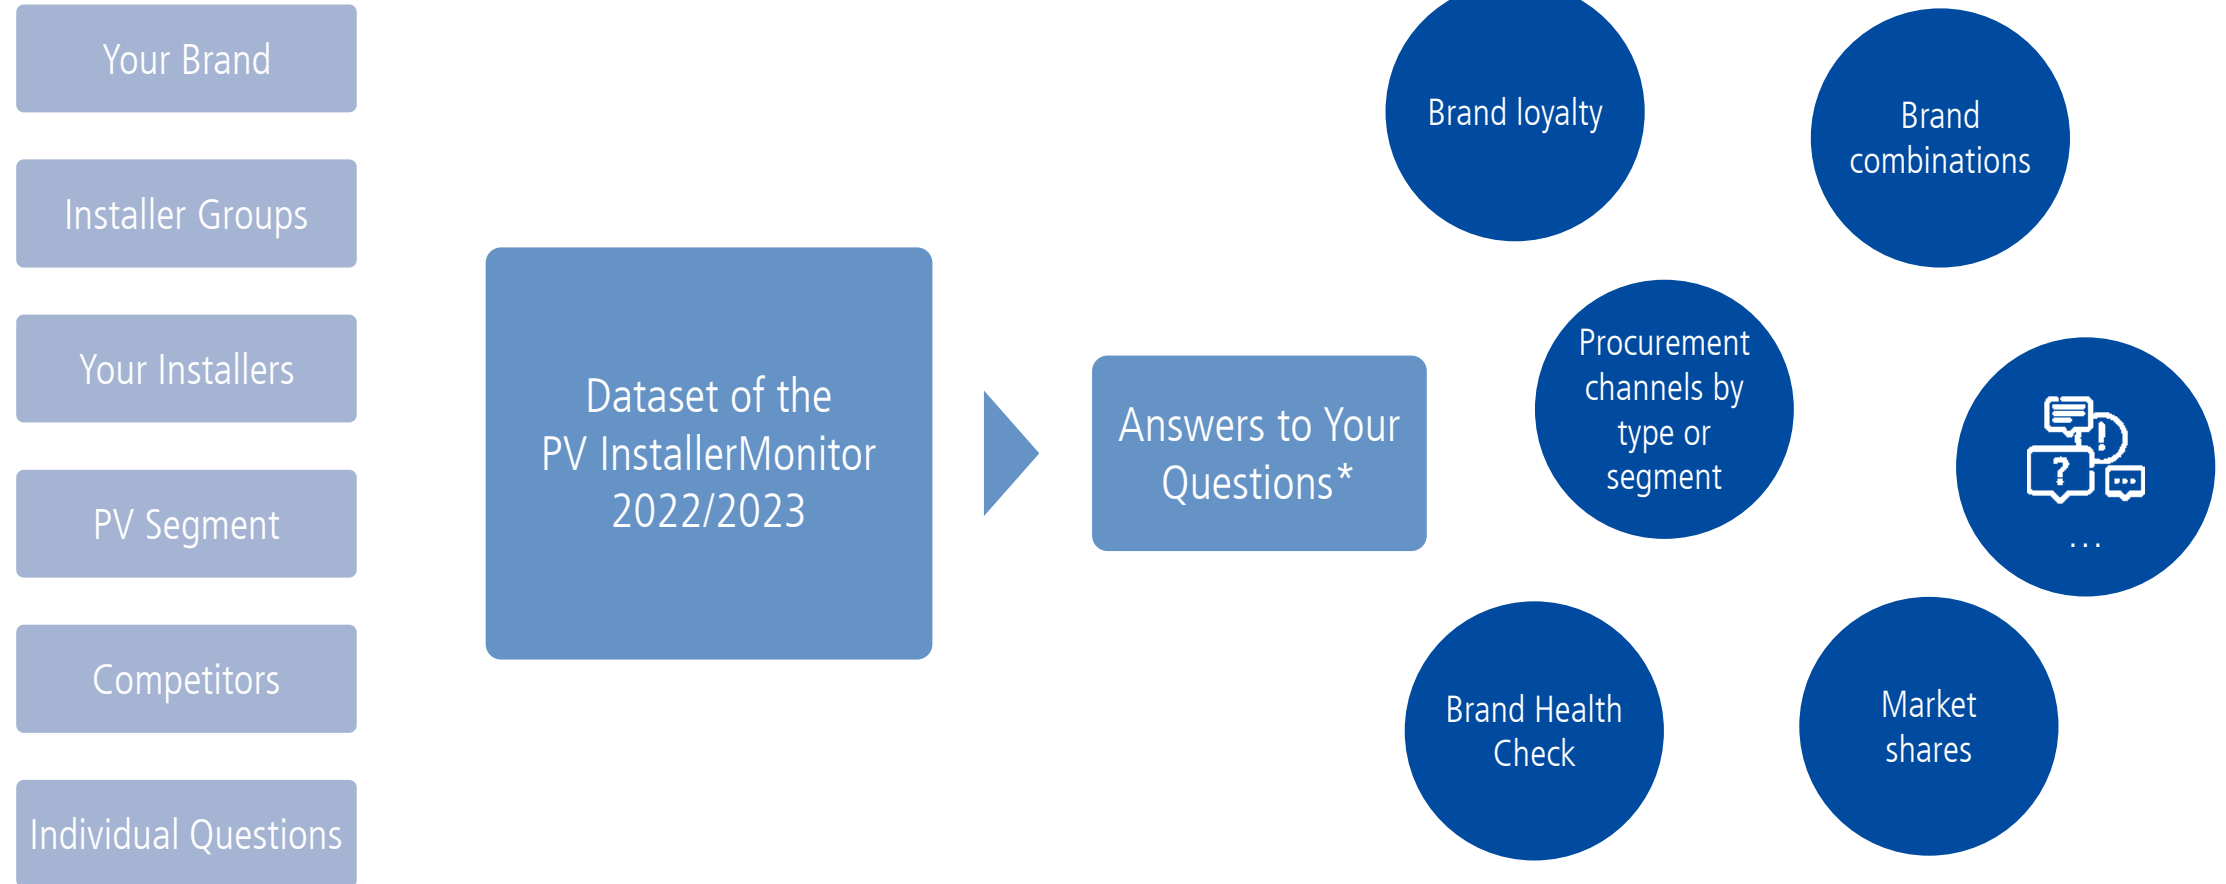 Your Brand
Installer Groups
Your Installers
PV Segment
Competitors
Individual Questions
Dataset of the
PV InstallerMonitor
2022/2023
Answers to Your
Questions*
Brand loyalty
Brand
combinations
Procurement
channels by
type or
segment
?
!
...
...
Brand Health
Check
Market
shares